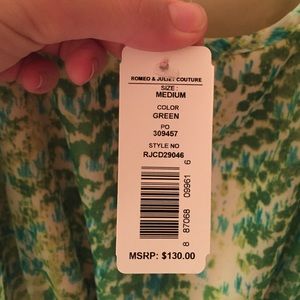 ROMEO & JULIET COUTURE
SIZE :
MEDIUM
COLOR
GREEN
PO
309457
STYLE NO
RJCD29046
8 87068 09961 6
MSRP: $130.00